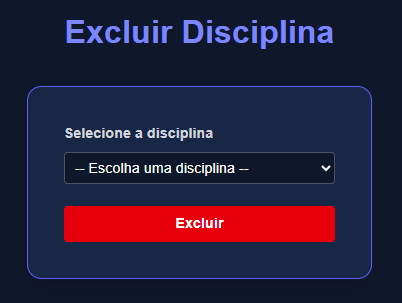 Excluir Disciplina
Selecione a disciplina
-- Escolha uma disciplina --
Excluir